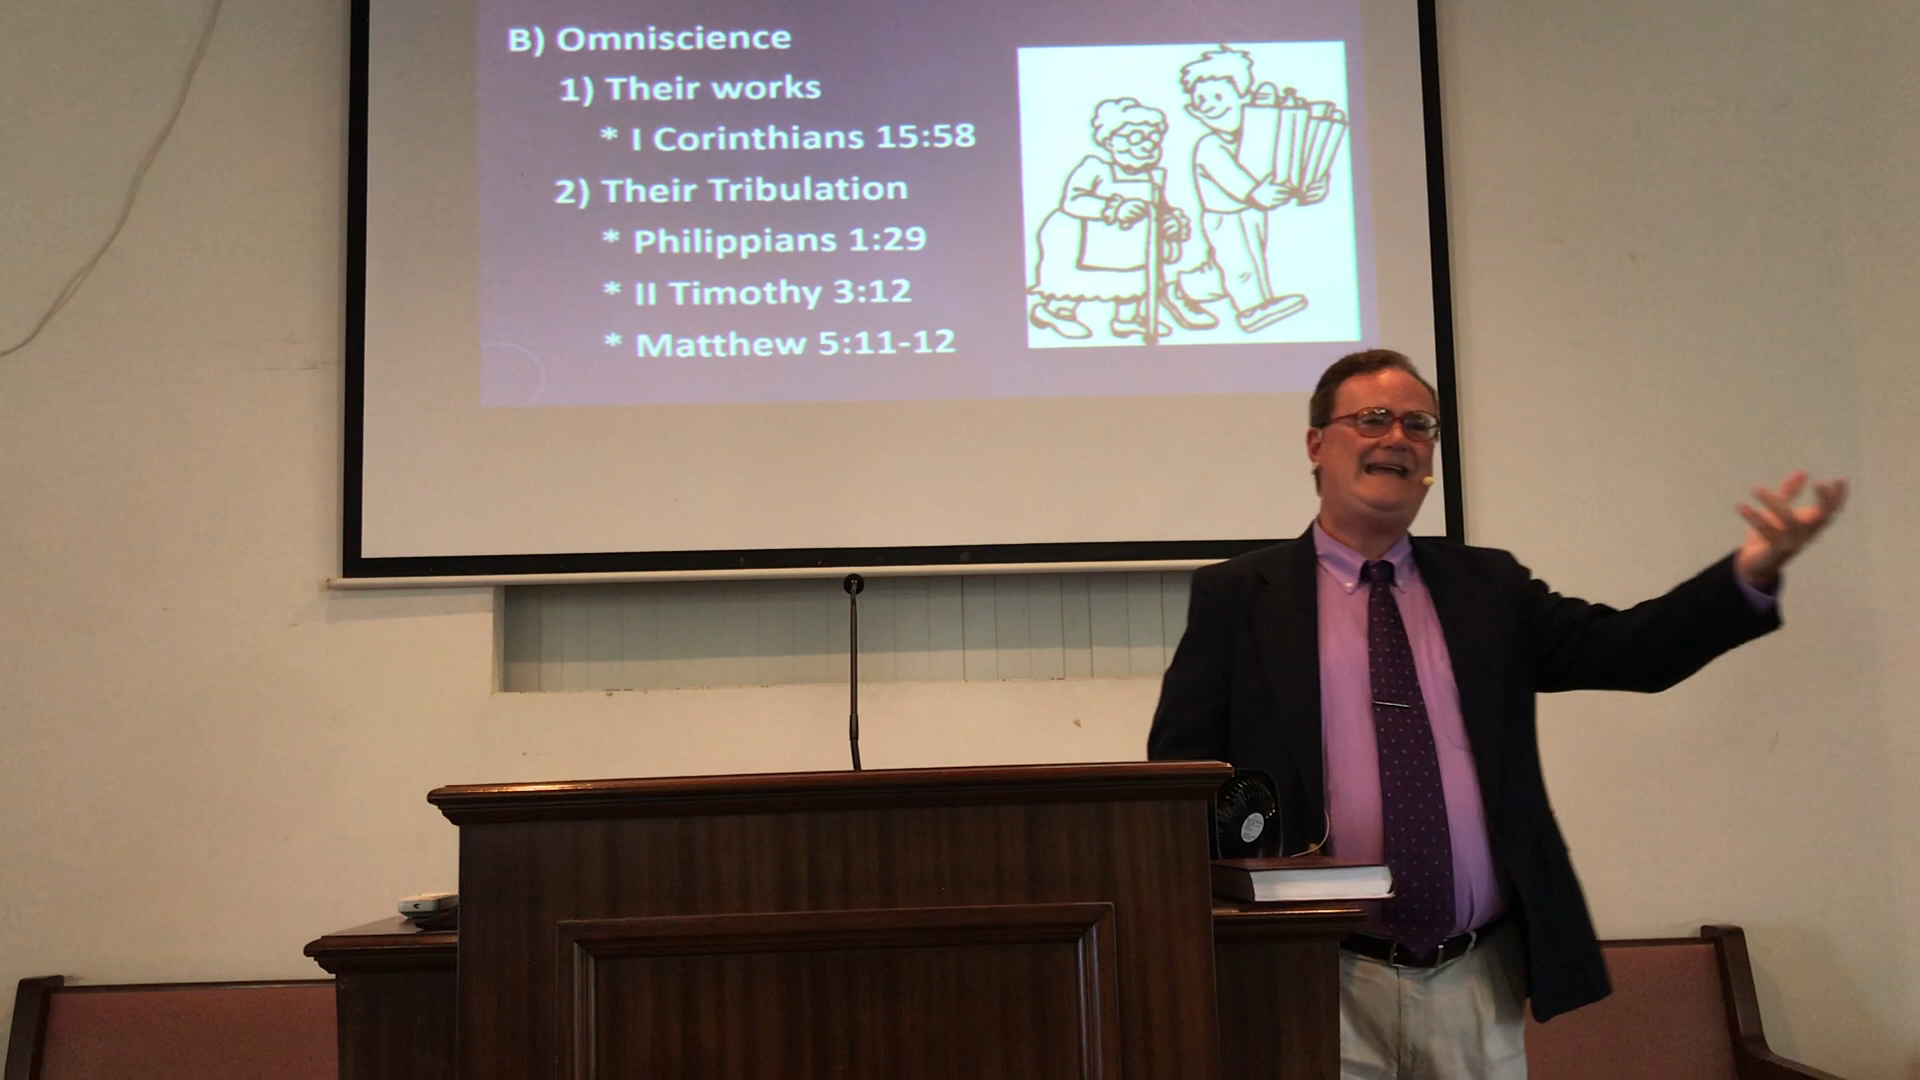 B) Omniscience
1) Their works
* I Corinthians 15:58
2) Their Tribulation
* Philippians 1:29
* II Timothy 3:12
* Matthew 5:11-12